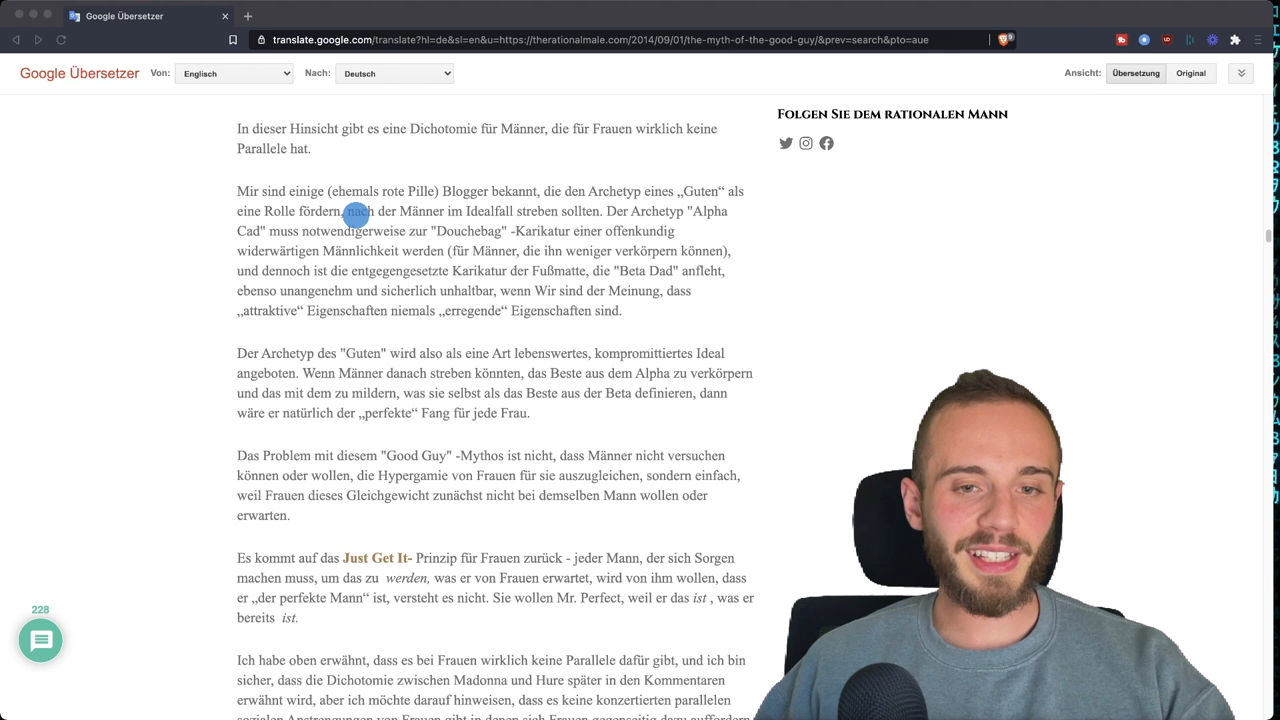 Google Übersetzer
translate.google.com/translate?hl=de&sl=en&u=https://therationalmale.com/2014/09/01/the-myth-of-the-good-guy/&prev=search&pto=aue
Google Übersetzer Von: Englisch Nach: Deutsch Ansicht: Übersetzung Original
In dieser Hinsicht gibt es eine Dichotomie für Männer, die für Frauen wirklich keine
Parallele hat.
Mir sind einige (ehemals rote Pille) Blogger bekannt, die den Archetyp eines „Guten“ als
eine Rolle fördern, nach der Männer im Idealfall streben sollten. Der Archetyp "Alpha
Cad" muss notwendigerweise zur "Douchebag" -Karikatur einer offenkundig
widerwärtigen Männlichkeit werden (für Männer, die ihn weniger verkörpern können),
und dennoch ist die entgegengesetzte Karikatur der Fußmatte, die "Beta Dad" anfleht,
ebenso unangenehm und sicherlich unhaltbar, wenn Wir sind der Meinung, dass
„attraktive“ Eigenschaften niemals „erregende“ Eigenschaften sind.
Der Archetyp des "Guten" wird also als eine Art lebenswertes, kompromittiertes Ideal
angeboten. Wenn Männer danach streben könnten, das Beste aus dem Alpha zu verkörpern
und das mit dem zu mildern, was sie selbst als das Beste aus der Beta definieren, dann
wäre er natürlich der „perfekte“ Fang für jede Frau.
Das Problem mit diesem "Good Guy" -Mythos ist nicht, dass Männer nicht versuchen
können oder wollen, die Hypergamie von Frauen für sie auszugleichen, sondern einfach,
weil Frauen dieses Gleichgewicht zunächst nicht bei demselben Mann wollen oder
erwarten.
Es kommt auf das Just Get It- Prinzip für Frauen zurück - jeder Mann, der sich Sorgen
machen muss, um das zu werden, was er von Frauen erwartet, wird von ihm wollen, dass
er „der perfekte Mann“ ist, versteht es nicht. Sie wollen Mr. Perfect, weil er das ist , was er
bereits ist.
Ich habe oben erwähnt, dass es bei Frauen wirklich keine Parallele dafür gibt, und ich bin
sicher, dass die Dichotomie zwischen Madonna und Hure später in den Kommentaren
erwähnt wird, aber ich möchte darauf hinweisen, dass es keine konzertierten parallelen
sozialen Anstrengungen von Frauen gibt in denen sich Frauen gegenseitig dazu auffordern
Folgen Sie dem rationalen Mann
228